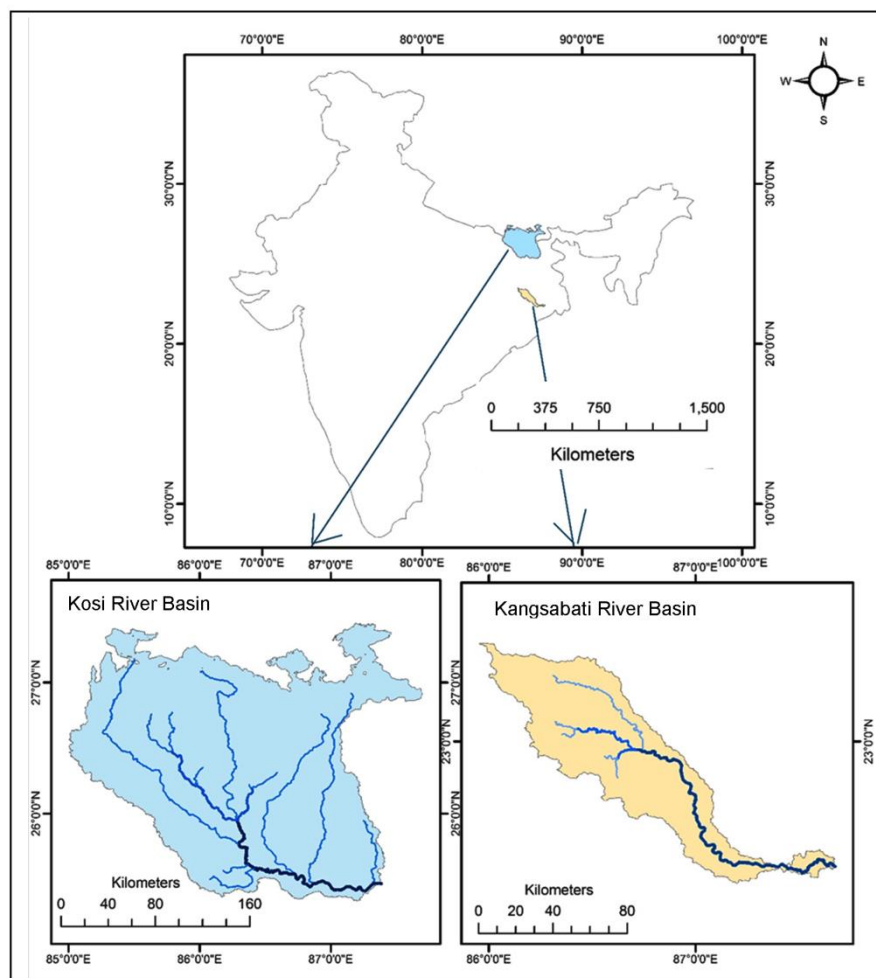 70°0'0"E 80°0'0"E 90°0'0"E 100°0'0"E
N
W E
S
30°0'0"N 30°0'0"N
20°0'0"N 20°0'0"N
10°0'0"N 10°0'0"N
0 375 750 1,500
Kilometers
70°0'0"E 80°0'0"E 90°0'0"E 100°0'0"E
85°0'0"E 86°0'0"E 87°0'0"E
Kosi River Basin
27°0'0"N 27°0'0"N
26°0'0"N 26°0'0"N
Kilometers
0 20 40 80 120 160
85°0'0"E 86°0'0"E 87°0'0"E
86°0'0"E 87°0'0"E
Kangsabati River Basin
23°0'0"N 23°0'0"N
Kilometers
0 20 40 60 80
86°0'0"E 87°0'0"E